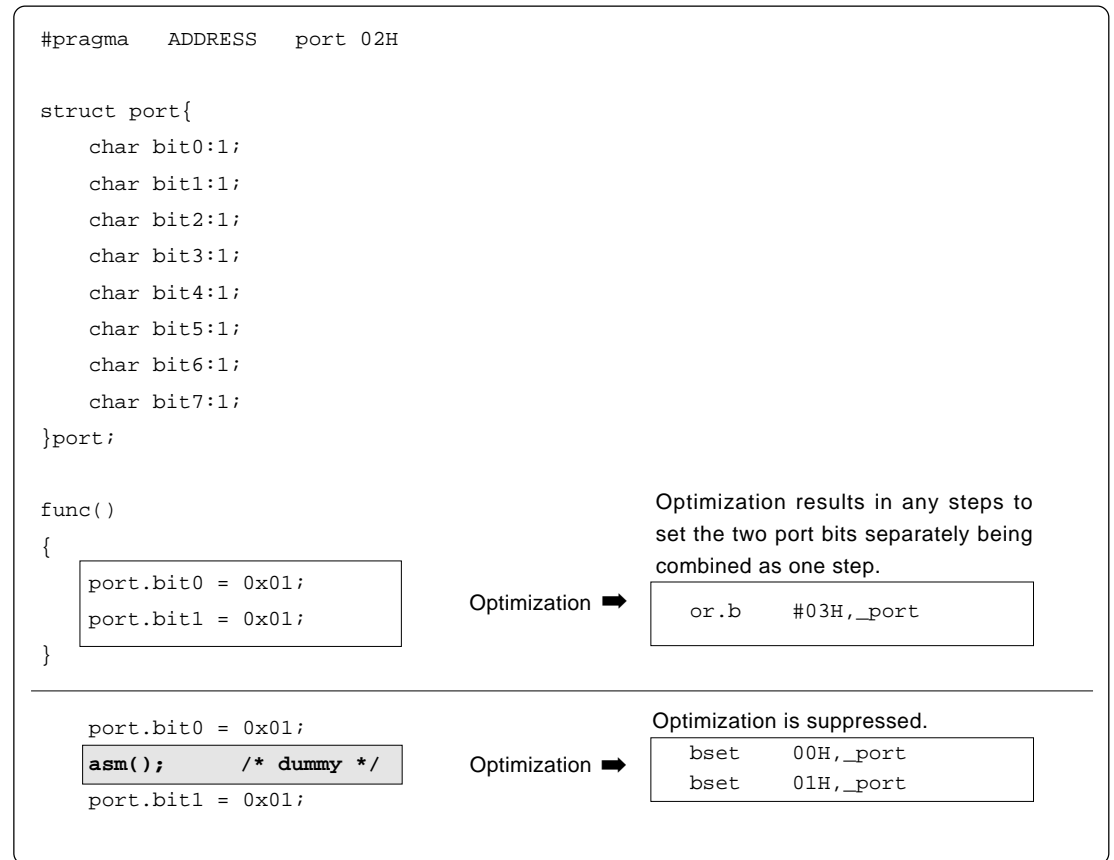 #pragma ADDRESS port 02H
struct port{
char bit0:1;
char bit1:1;
char bit2:1;
char bit3:1;
char bit4:1;
char bit5:1;
char bit6:1;
char bit7:1;
}port;
func()
{
port.bit0 = 0x01;
port.bit1 = 0x01;
}
Optimization ➡
Optimization results in any steps to
set the two port bits separately being
combined as one step.
or.b #03H,_port
port.bit0 = 0x01;
asm(); /* dummy */
port.bit1 = 0x01;
Optimization ➡
Optimization is suppressed.
bset 00H,_port
bset 01H,_port